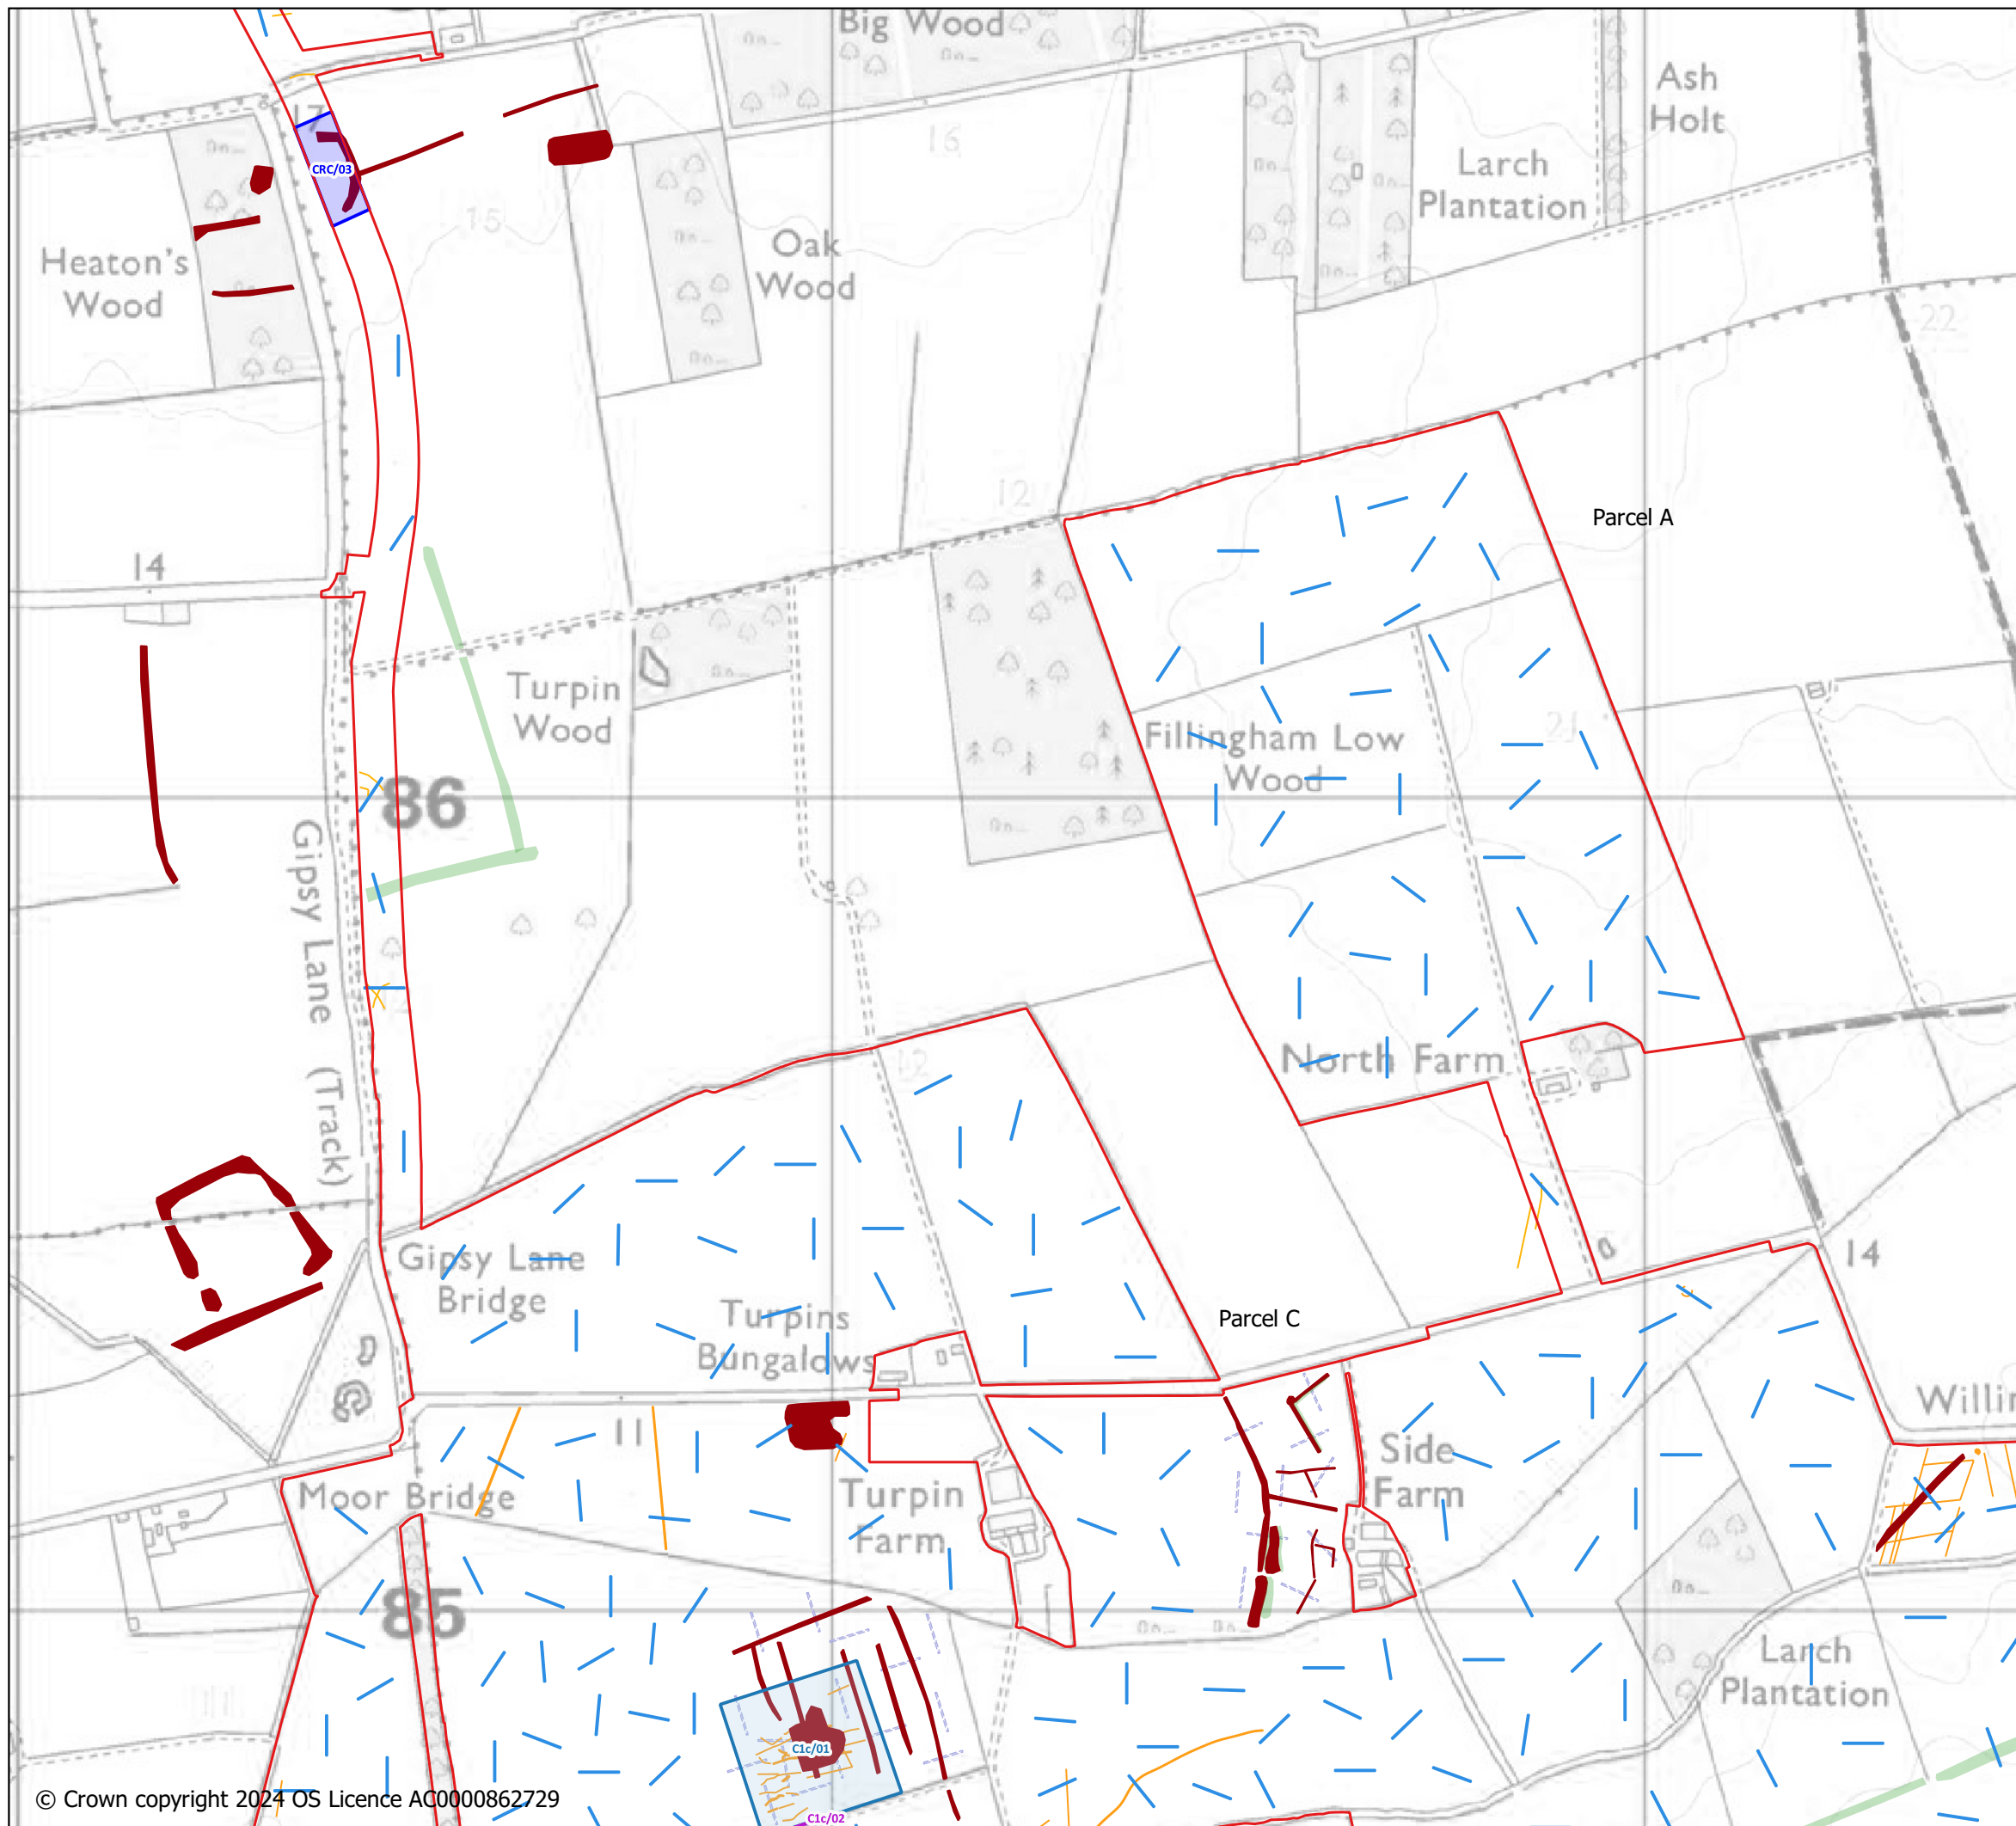 Big Wood
Ash
Holt
17
16
Larch
Plantation
CRC/03
15
Oak
Wood
Heaton's
Wood
22
12
Parcel A
14
Turpin
Wood
21
Fillingham Low
Wood
86
Gipsy Lane (Track)
12
North Farm
14
Gipsy Lane
Bridge
Turpins
Bungalows
Parcel C
11
Side
Farm
Moor Bridge
Turpin
Farm
85
Larch
Plantation
C1c/01
© Crown copyright 2024 OS Licence AC0000862729
C1c/02